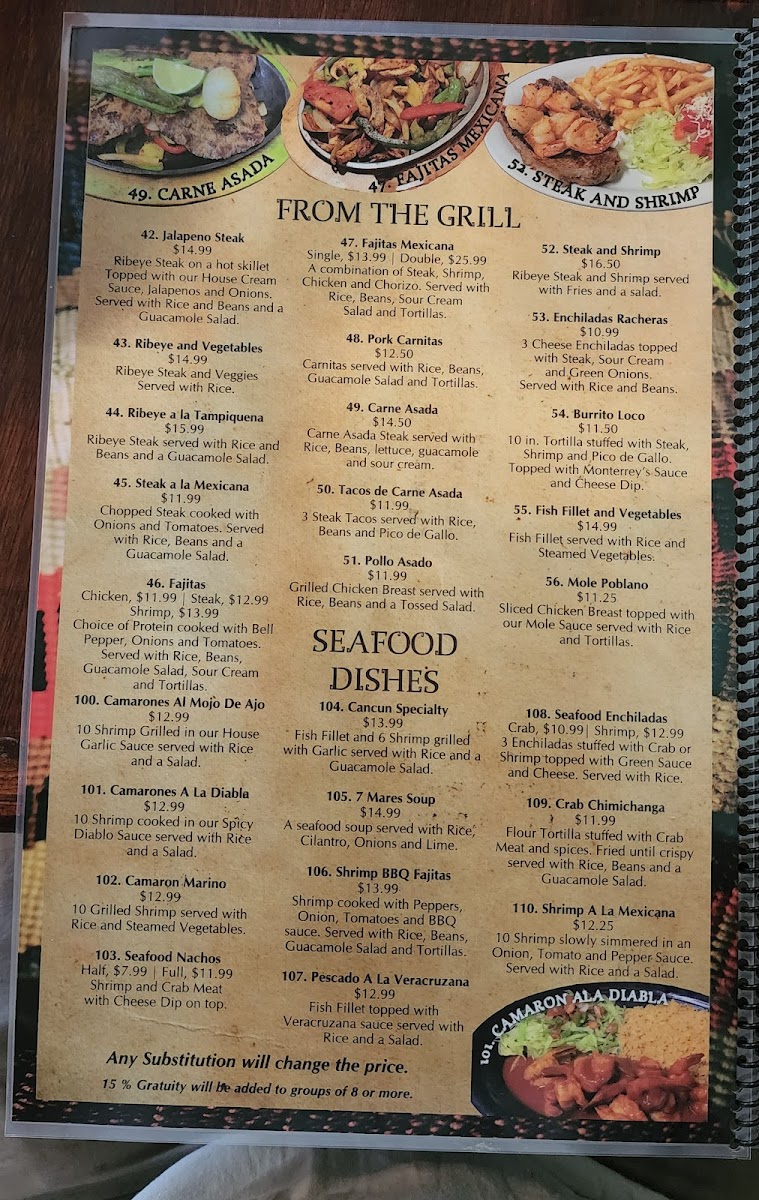 49. CARNE ASADA
47. FAJITAS MEXICANA
52. STEAK AND SHRIMP
FROM THE GRILL
42. Jalapeno Steak
$14.99
Ribeye Steak on a hot skillet
Topped with our House Cream
Sauce, Jalapenos and Onions.
Served with Rice and Beans and a
Guacamole Salad.
43. Ribeye and Vegetables
$14.99
Ribeye Steak and Veggies
Served with Rice.
44. Ribeye a la Tampiquena
$15.99
Ribeye Steak served with Rice and
Beans and a Guacamole Salad.
45. Steak a la Mexicana
$11.99
Chopped Steak cooked with
Onions and Tomatoes. Served
with Rice, Beans and a
Guacamole Salad.
46. Fajitas
Chicken, $11.99 | Steak, $12.99
Shrimp, $13.99
Choice of Protein cooked with Bell
Pepper, Onions and Tomatoes.
Served with Rice, Beans,
Guacamole Salad, Sour Cream
and Tortillas.
47. Fajitas Mexicana
Single, $13.99 | Double, $25.99
A combination of Steak, Shrimp,
Chicken and Chorizo. Served with
Rice, Beans, Sour Cream
Salad and Tortillas.
48. Pork Carnitas
$12.50
Carnitas served with Rice, Beans,
Guacamole Salad and Tortillas.
49. Carne Asada
$14.50
Carne Asada Steak served with
Rice, Beans, lettuce, guacamole
and sour cream.
50. Tacos de Carne Asada
$11.99
3 Steak Tacos served with Rice,
Beans and Pico de Gallo.
51. Pollo Asado
$11.99
Grilled Chicken Breast served with
Rice, Beans and a Tossed Salad.
52. Steak and Shrimp
$16.50
Ribeye Steak and Shrimp served
with Fries and a salad.
53. Enchiladas Racheras
$10.99
3 Cheese Enchiladas topped
with Steak, Sour Cream
and Green Onions.
Served with Rice and Beans.
54. Burrito Loco
$11.50
10 in. Tortilla stuffed with Steak,
Shrimp and Pico de Gallo.
Topped with Monterrey's Sauce
and Cheese Dip.
55. Fish Fillet and Vegetables
$14.99
Fish Fillet served with Rice and
Steamed Vegetables.
56. Mole Poblano
$11.25
Sliced Chicken Breast topped with
our Mole Sauce served with Rice
and Tortillas.
SEAFOOD
DISHES
100. Camarones Al Mojo De Ajo
$12.99
10 Shrimp Grilled in our House
Garlic Sauce served with Rice
and a Salad.
101. Camarones A La Diabla
$12.99
10 Shrimp cooked in our Spicy
Diablo Sauce served with Rice
and a Salad.
102. Camaron Marino
$12.99
10 Grilled Shrimp served with
Rice and Steamed Vegetables.
103. Seafood Nachos
Half, $7.99 | Full, $11.99
Shrimp and Crab Meat
with Cheese Dip on top.
104. Cancun Specialty
$13.99
Fish Fillet and 6 Shrimp grilled
with Garlic served with Rice and a
Guacamole Salad.
105. 7 Mares Soup
$14.99
A seafood soup served with Rice,
Cilantro, Onions and Lime.
106. Shrimp BBQ Fajitas
$13.99
Shrimp cooked with Peppers,
Onion, Tomatoes and BBQ
sauce. Served with Rice, Beans,
Guacamole Salad and Tortillas.
107. Pescado A La Veracruzana
$12.99
Fish Fillet topped with
Veracruzana sauce served with
Rice and a Salad.
108. Seafood Enchiladas
Crab, $10.99| Shrimp, $12.99
3 Enchiladas stuffed with Crab or
Shrimp topped with Green Sauce
and Cheese. Served with Rice.
109. Crab Chimichanga
$11.99
Flour Tortilla stuffed with Crab
Meat and spices. Fried until crispy
served with Rice, Beans and a
Guacamole Salad.
110. Shrimp A La Mexicana
$12.25
10 Shrimp slowly simmered in an
Onion, Tomato and Pepper Sauce.
Served with Rice and a Salad.
101. CAMARON ALA DIABLA
Any Substitution will change the price.
15 % Gratuity will be added to groups of 8 or more.